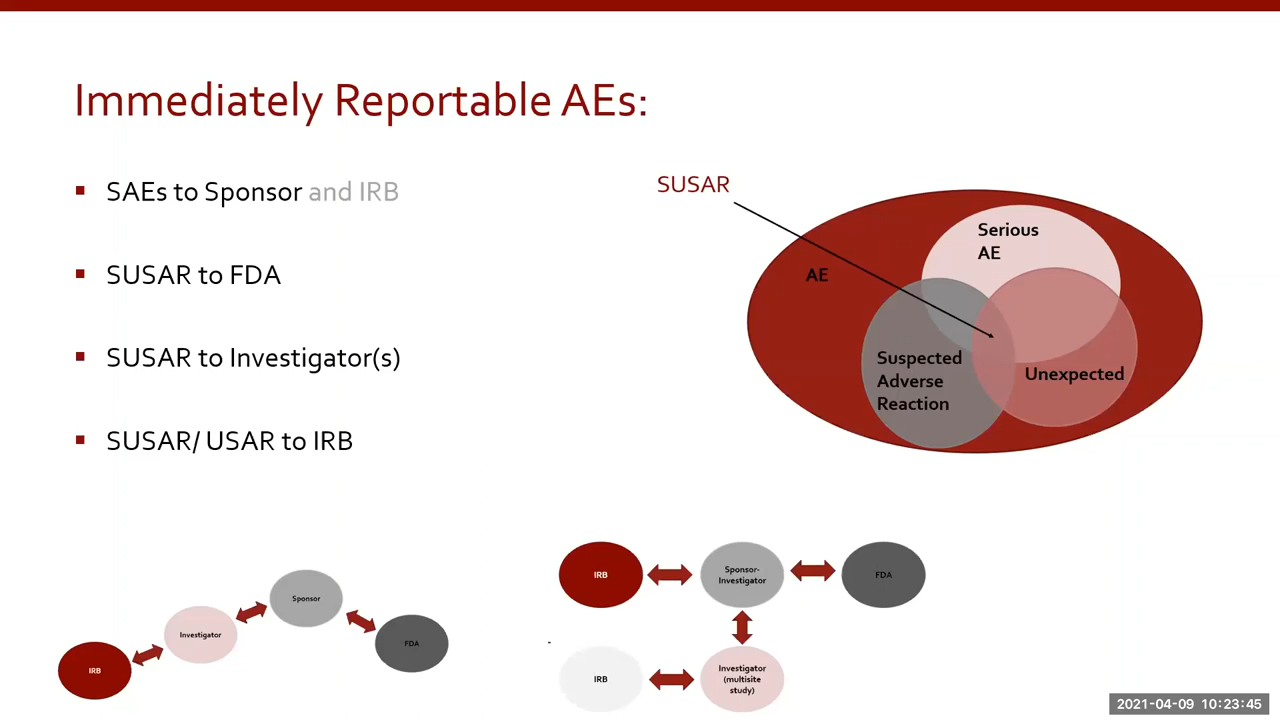 Immediately Reportable AEs:
▪ SAEs to Sponsor and IRB
▪ SUSAR to FDA
▪ SUSAR to Investigator(s)
▪ SUSAR/ USAR to IRB
SUSAR
AE
Serious
AE
Suspected
Adverse
Reaction
Unexpected
IRB
Investigator
Sponsor
FDA
IRB
Sponsor-
Investigator
FDA
IRB
Investigator
(multisite
study)
2021-04-09 10:23:45